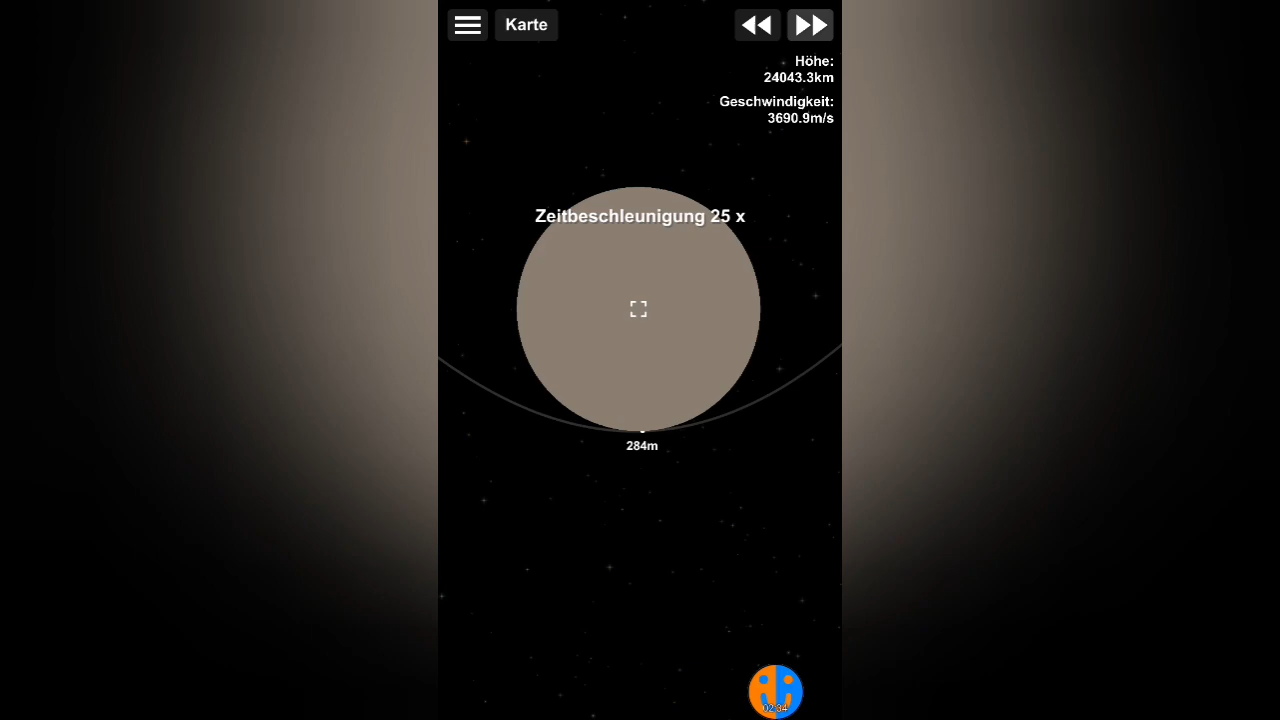 Karte
Höhe:
24043.3km
Geschwindigkeit:
3690.9m/s
Zeitbeschleunigung 25 x
284m
02:34